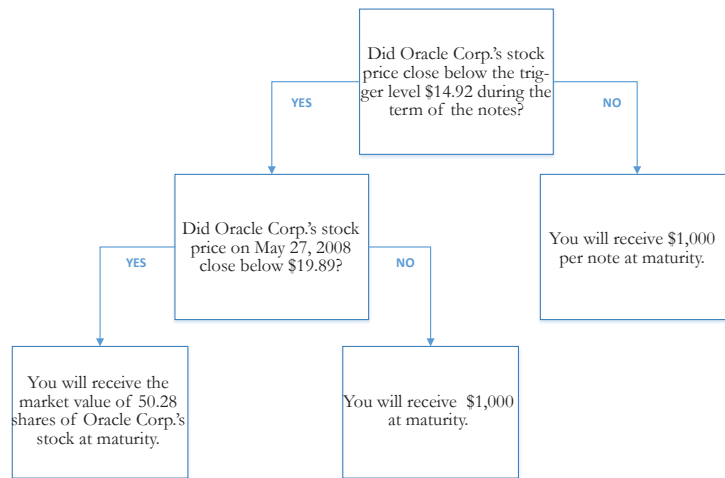 Did Oracle Corp.'s stock
price close below the trig-
ger level $14.92 during the
term of the notes?
YES
NO
Did Oracle Corp.'s stock
price on May 27, 2008
close below $19.89?
You will receive $1,000
per note at maturity.
YES
NO
You will receive the
market value of 50.28
shares of Oracle Corp.'s
stock at maturity.
You will receive $1,000
at maturity.